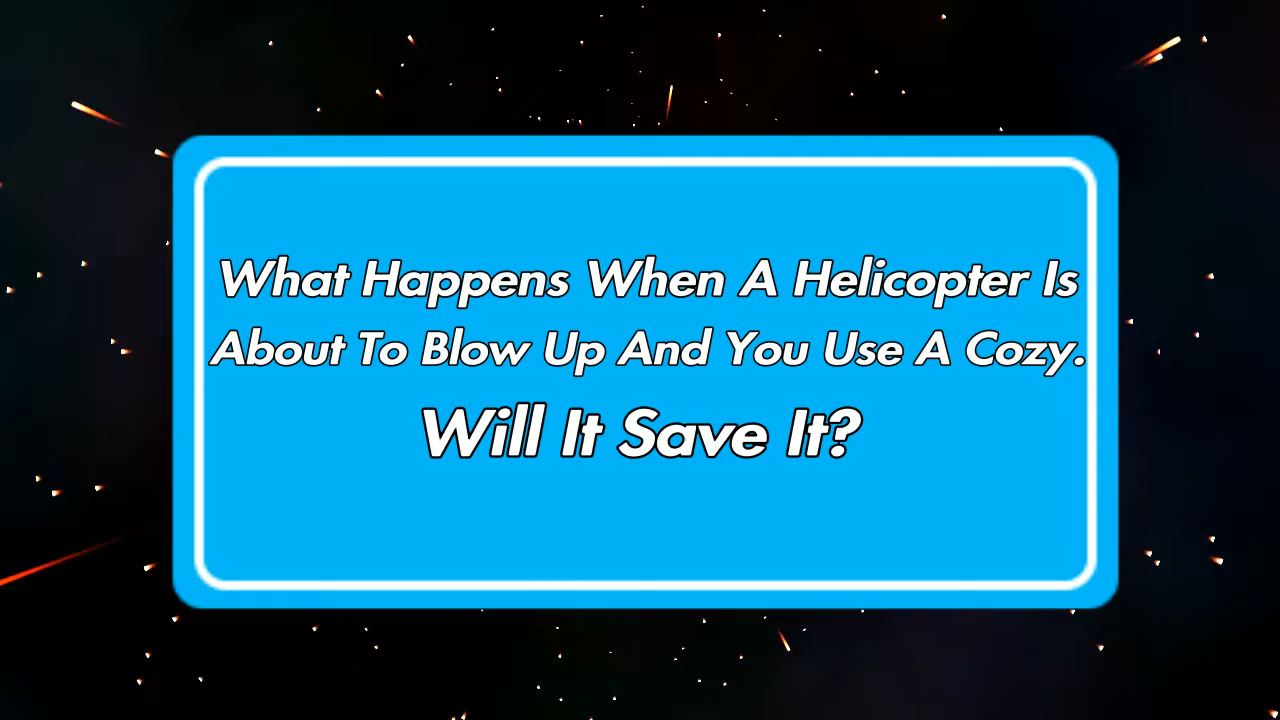 What Happens When A Helicopter Is
About To Blow Up And You Use A Cozy.
Will It Save It?